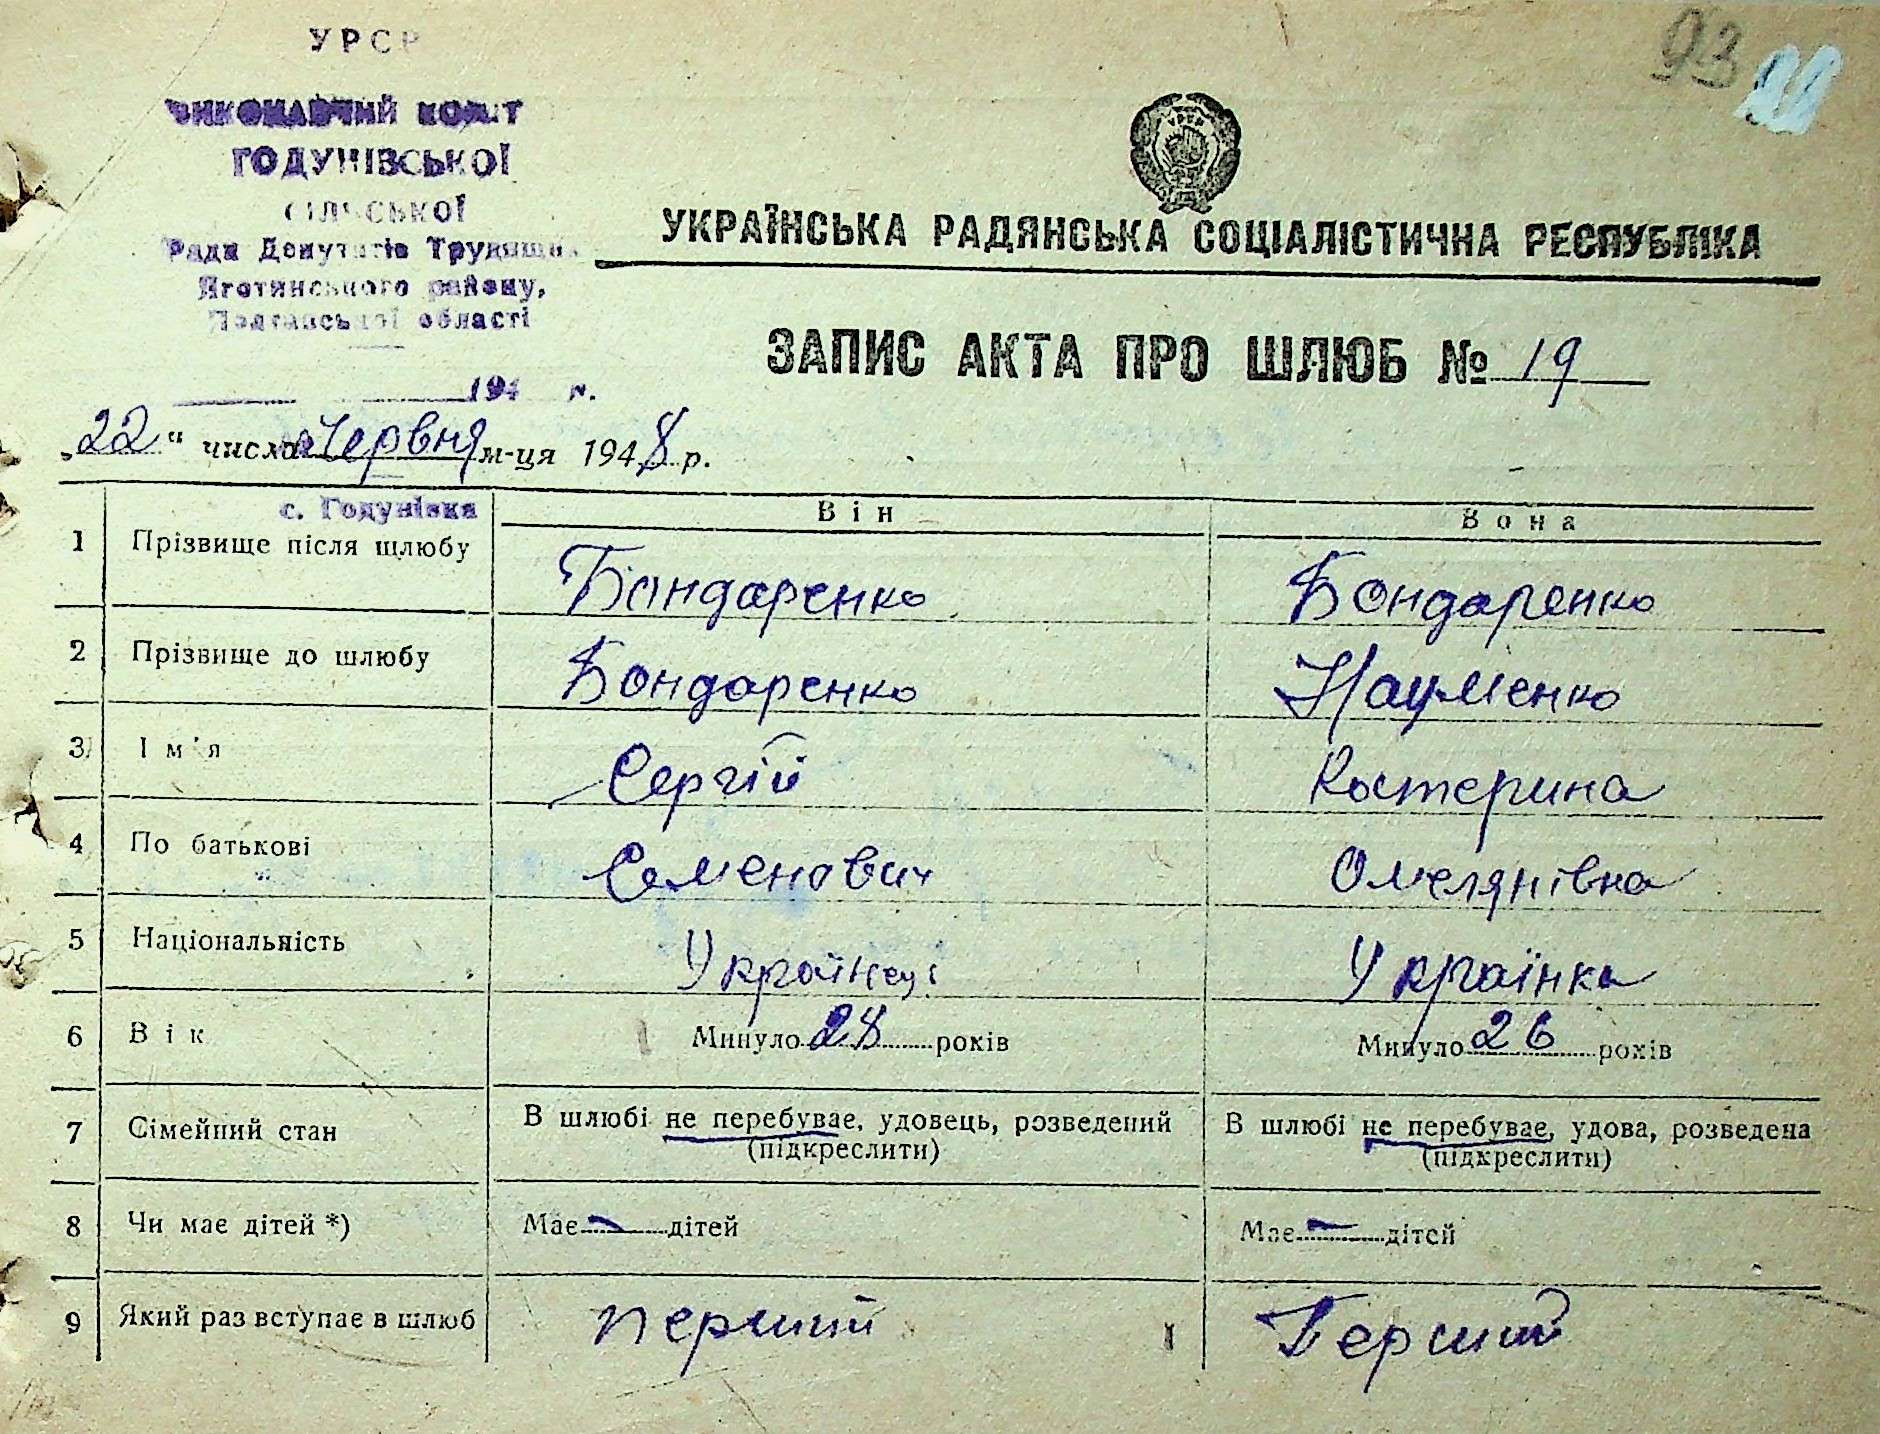 93
УРСР
ВИКОНАВЧИЙ КОМІТ
ГОДУНІВСЬКОЇ
СІЛЬСЬКОЇ
Ради Депутатів Трудящих
Яготинського району,
Полтавської області
194 р.
УРСР
УКРАЇНСЬКА РАДЯНСЬКА СОЦІАЛІСТИЧНА РЕСПУБЛІКА
ЗАПИС АКТА ПРО ШЛЮБ № 19
„22“ числа Червня м-ця 1948 р.
с. Годунівка
Він Вона
1 Прізвище після шлюбу Бондаренко Бондаренко
2 Прізвище до шлюбу Бондаренко Науменко
3 Ім'я Сергій Катерина
4 По батькові Семенович Омелянівна
5 Національність Українець Українка
6 Вік Минуло 28 років Минуло 26 років
7 Сімейний стан В шлюбі не перебуває, удовець, розведений В шлюбі не перебуває, удова, розведена
(підкреслити) (підкреслити)
8 Чи має дітей *) Має – дітей Має – дітей
9 Який раз вступає в шлюб перший Перший